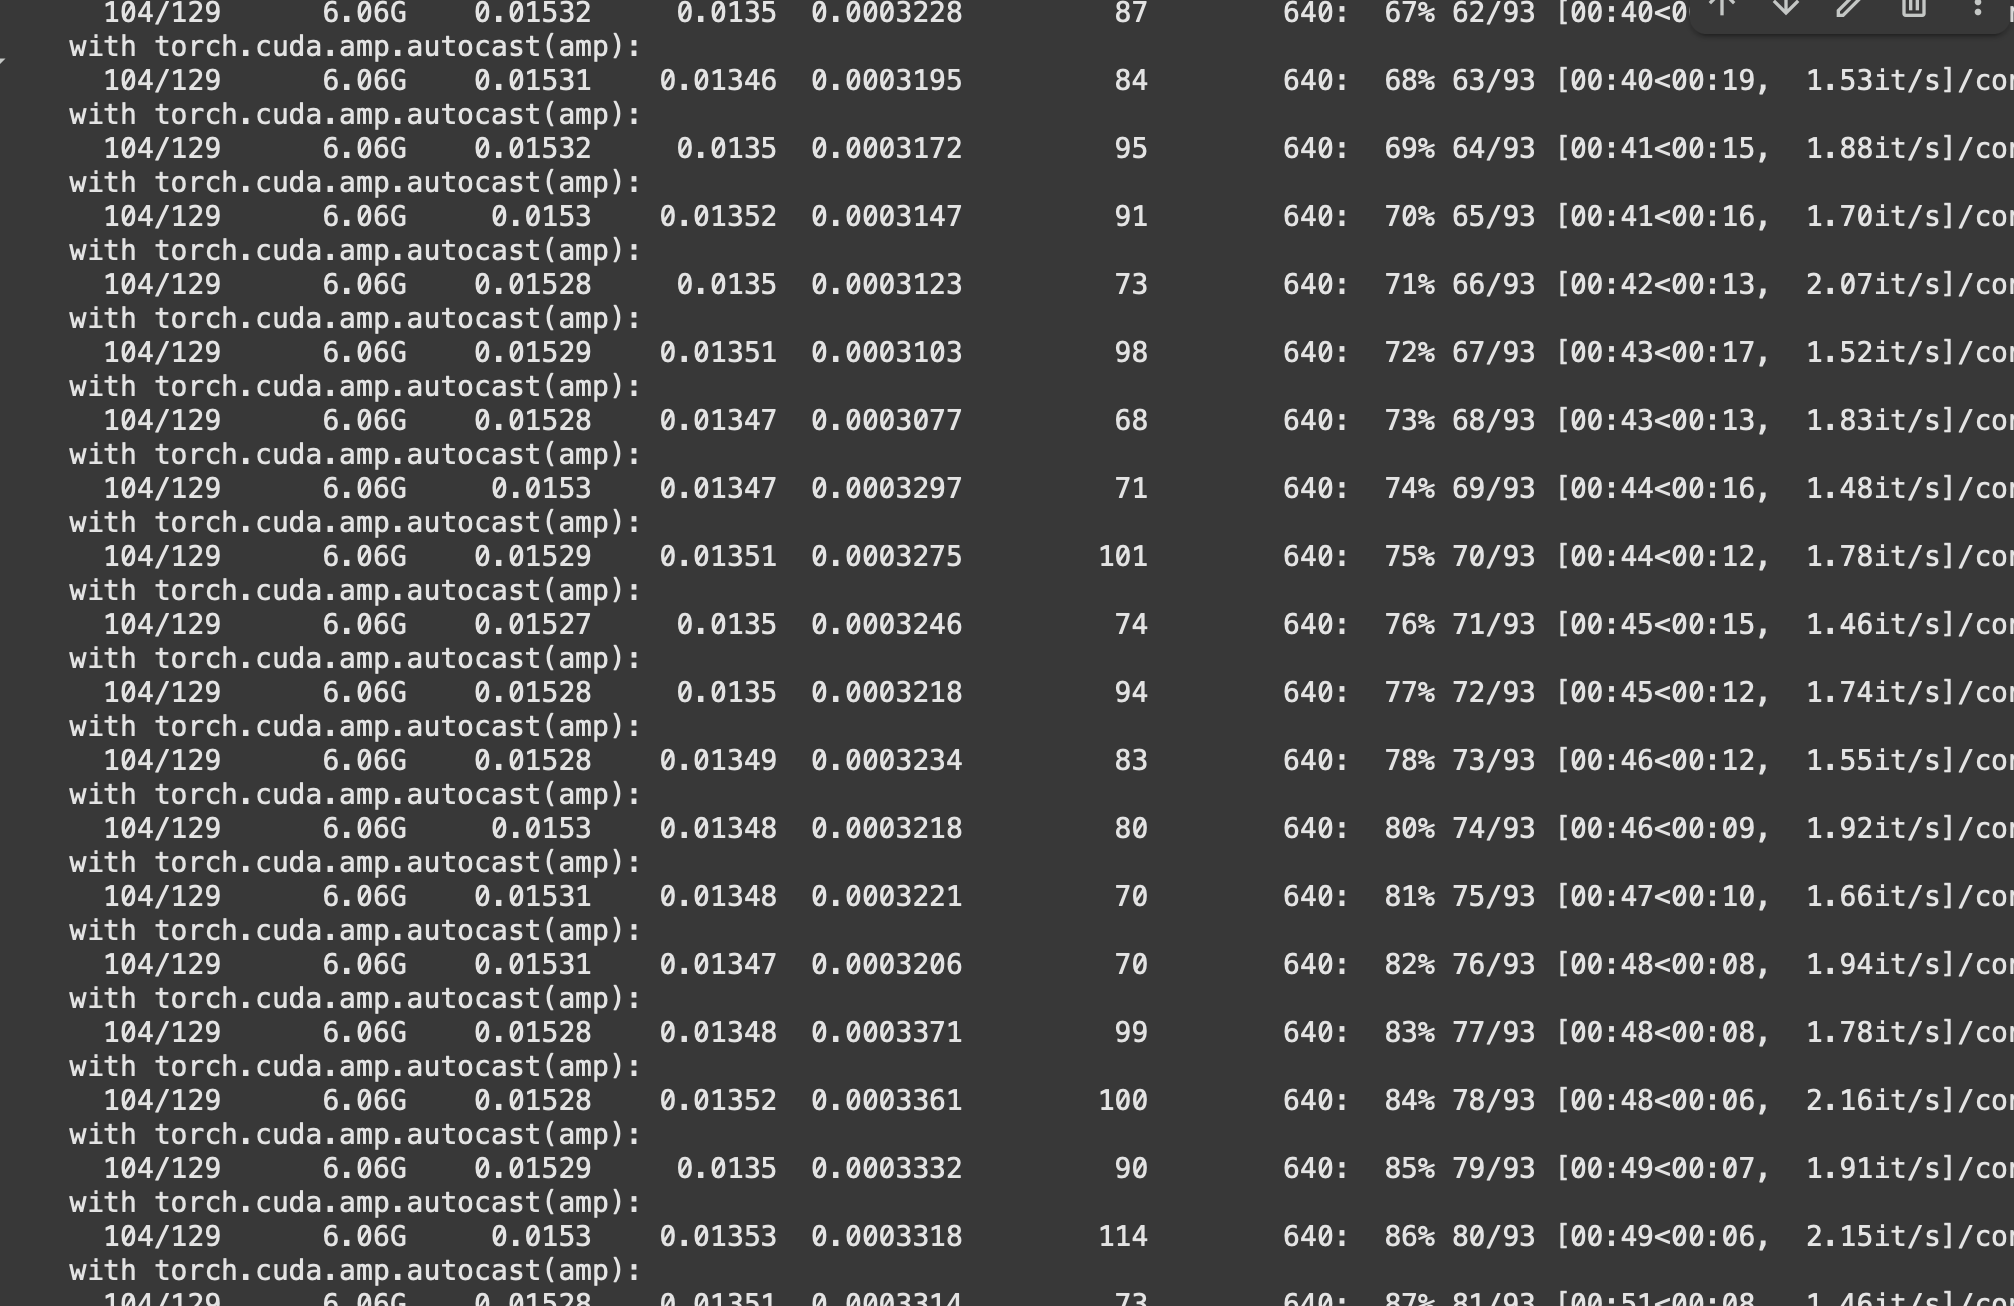 104/129 6.06G 0.01532 0.0135 0.0003228 87 640: 67% 62/93 [00:40<0
with torch.cuda.amp.autocast(amp):
104/129 6.06G 0.01531 0.01346 0.0003195 84 640: 68% 63/93 [00:40<00:19, 1.53it/s]/co
with torch.cuda.amp.autocast(amp):
104/129 6.06G 0.01532 0.0135 0.0003172 95 640: 69% 64/93 [00:41<00:15, 1.88it/s]/co
with torch.cuda.amp.autocast(amp):
104/129 6.06G 0.0153 0.01352 0.0003147 91 640: 70% 65/93 [00:41<00:16, 1.70it/s]/co
with torch.cuda.amp.autocast(amp):
104/129 6.06G 0.01528 0.0135 0.0003123 73 640: 71% 66/93 [00:42<00:13, 2.07it/s]/co
with torch.cuda.amp.autocast(amp):
104/129 6.06G 0.01529 0.01351 0.0003103 98 640: 72% 67/93 [00:43<00:17, 1.52it/s]/co
with torch.cuda.amp.autocast(amp):
104/129 6.06G 0.01528 0.01347 0.0003077 68 640: 73% 68/93 [00:43<00:13, 1.83it/s]/co
with torch.cuda.amp.autocast(amp):
104/129 6.06G 0.0153 0.01347 0.0003297 71 640: 74% 69/93 [00:44<00:16, 1.48it/s]/co
with torch.cuda.amp.autocast(amp):
104/129 6.06G 0.01529 0.01351 0.0003275 101 640: 75% 70/93 [00:44<00:12, 1.78it/s]/co
with torch.cuda.amp.autocast(amp):
104/129 6.06G 0.01527 0.0135 0.0003246 74 640: 76% 71/93 [00:45<00:15, 1.46it/s]/co
with torch.cuda.amp.autocast(amp):
104/129 6.06G 0.01528 0.0135 0.0003218 94 640: 77% 72/93 [00:45<00:12, 1.74it/s]/co
with torch.cuda.amp.autocast(amp):
104/129 6.06G 0.01528 0.01349 0.0003234 83 640: 78% 73/93 [00:46<00:12, 1.55it/s]/co
with torch.cuda.amp.autocast(amp):
104/129 6.06G 0.0153 0.01348 0.0003218 80 640: 80% 74/93 [00:46<00:09, 1.92it/s]/co
with torch.cuda.amp.autocast(amp):
104/129 6.06G 0.01531 0.01348 0.0003221 70 640: 81% 75/93 [00:47<00:10, 1.66it/s]/co
with torch.cuda.amp.autocast(amp):
104/129 6.06G 0.01531 0.01347 0.0003206 70 640: 82% 76/93 [00:48<00:08, 1.94it/s]/co
with torch.cuda.amp.autocast(amp):
104/129 6.06G 0.01528 0.01348 0.0003371 99 640: 83% 77/93 [00:48<00:08, 1.78it/s]/co
with torch.cuda.amp.autocast(amp):
104/129 6.06G 0.01528 0.01352 0.0003361 100 640: 84% 78/93 [00:48<00:06, 2.16it/s]/co
with torch.cuda.amp.autocast(amp):
104/129 6.06G 0.01529 0.0135 0.0003332 90 640: 85% 79/93 [00:49<00:07, 1.91it/s]/co
with torch.cuda.amp.autocast(amp):
104/129 6.06G 0.0153 0.01353 0.0003318 114 640: 86% 80/93 [00:49<00:06, 2.15it/s]/co
with torch.cuda.amp.autocast(amp):
104/129 6.06G 0.01528 0.01351 0.0003314 73 640: 87% 81/93 [00:51<00:08, 1.46it/s]/co